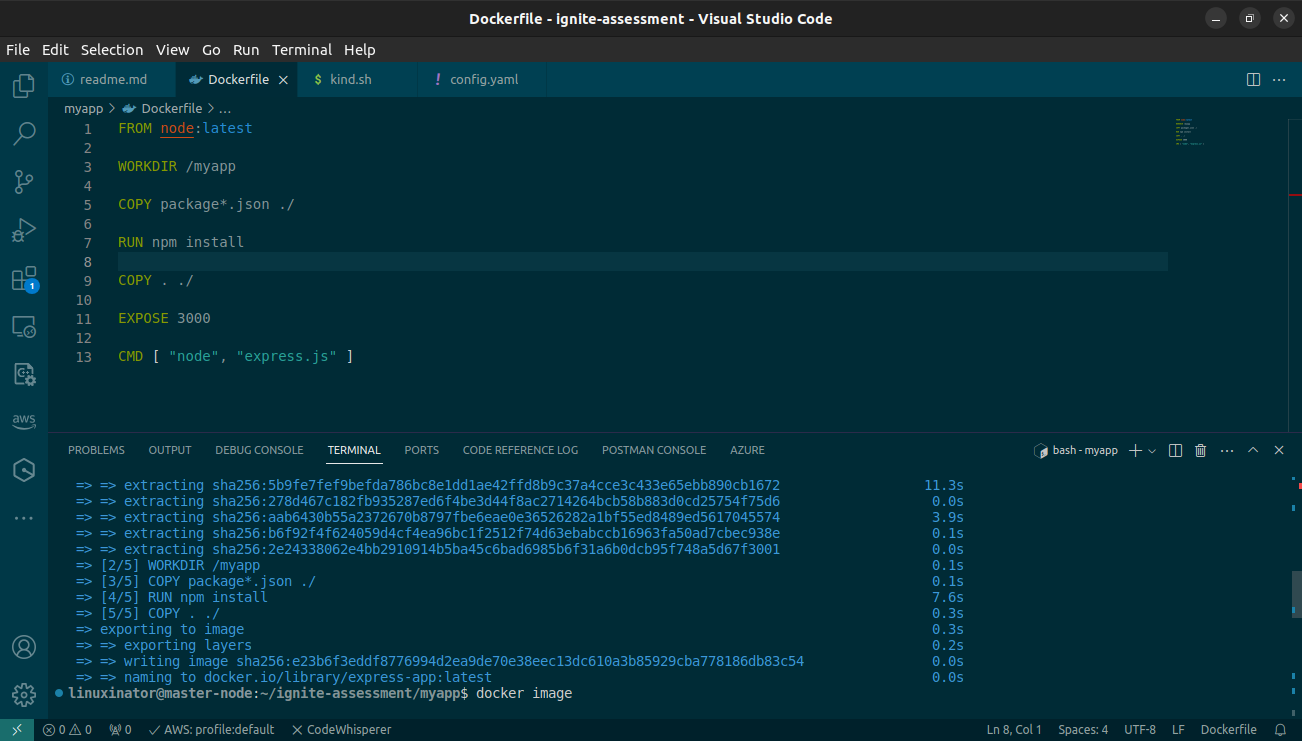 Dockerfile - ignite-assessment - Visual Studio Code
File Edit Selection View Go Run Terminal Help
readme.md Dockerfile $ kind.sh ! config.yaml
myapp > Dockerfile > ...
1 FROM node:latest
2
3 WORKDIR /myapp
4
5 COPY package*.json ./
6
7 RUN npm install
8
9 COPY . ./
10
11 EXPOSE 3000
12
13 CMD [ "node", "express.js" ]
1
aws
PROBLEMS OUTPUT DEBUG CONSOLE TERMINAL PORTS CODE REFERENCE LOG POSTMAN CONSOLE AZURE bash - myapp
=> => extracting sha256:5b9fe7fef9befda786bc8e1dd1ae42ffd8b9c37a4cce3c433e65ebb890cb1672 11.3s
=> => extracting sha256:278d467c182fb935287ed6f4be3d44f8ac2714264bcb58b883d0cd25754f75d6 0.0s
=> => extracting sha256:aab6430b55a2372670b8797fbe6eae0e36526282a1bf55ed8489ed5617045574 3.9s
=> => extracting sha256:b6f92f4f624059d4cf4ea96bc1f2512f74d63ebabccb16963fa50ad7cbec938e 0.1s
=> => extracting sha256:2e24338062e4bb2910914b5ba45c6bad6985b6f31a6b0dcb95f748a5d67f3001 0.0s
=> [2/5] WORKDIR /myapp 0.1s
=> [3/5] COPY package*.json ./ 0.1s
=> [4/5] RUN npm install 7.6s
=> [5/5] COPY . ./ 0.3s
=> exporting to image 0.3s
=> => exporting layers 0.2s
=> => writing image sha256:e23b6f3eddf8776994d2ea9de70e38eec13dc610a3b85929cba778186db83c54 0.0s
=> => naming to docker.io/library/express-app:latest 0.0s
linuxinator@master-node:~/ignite-assessment/myapp$ docker image
0 0 0 AWS: profile:default CodeWhisperer Ln 8, Col 1 Spaces: 4 UTF-8 LF Dockerfile